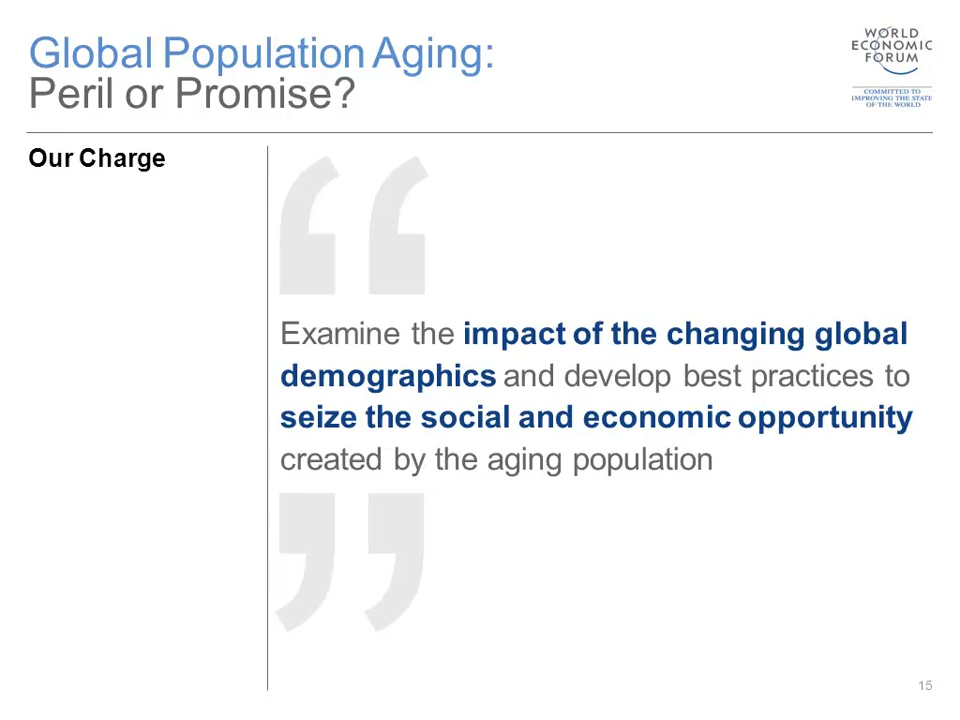 Global Population Aging:
Peril or Promise?
WORLD
ECONOMIC
FORUM
COMMITTED TO
IMPROVING THE STATE
OF THE WORLD
Our Charge
“
Examine the impact of the changing global
demographics and develop best practices to
seize the social and economic opportunity
created by the aging population
”
15